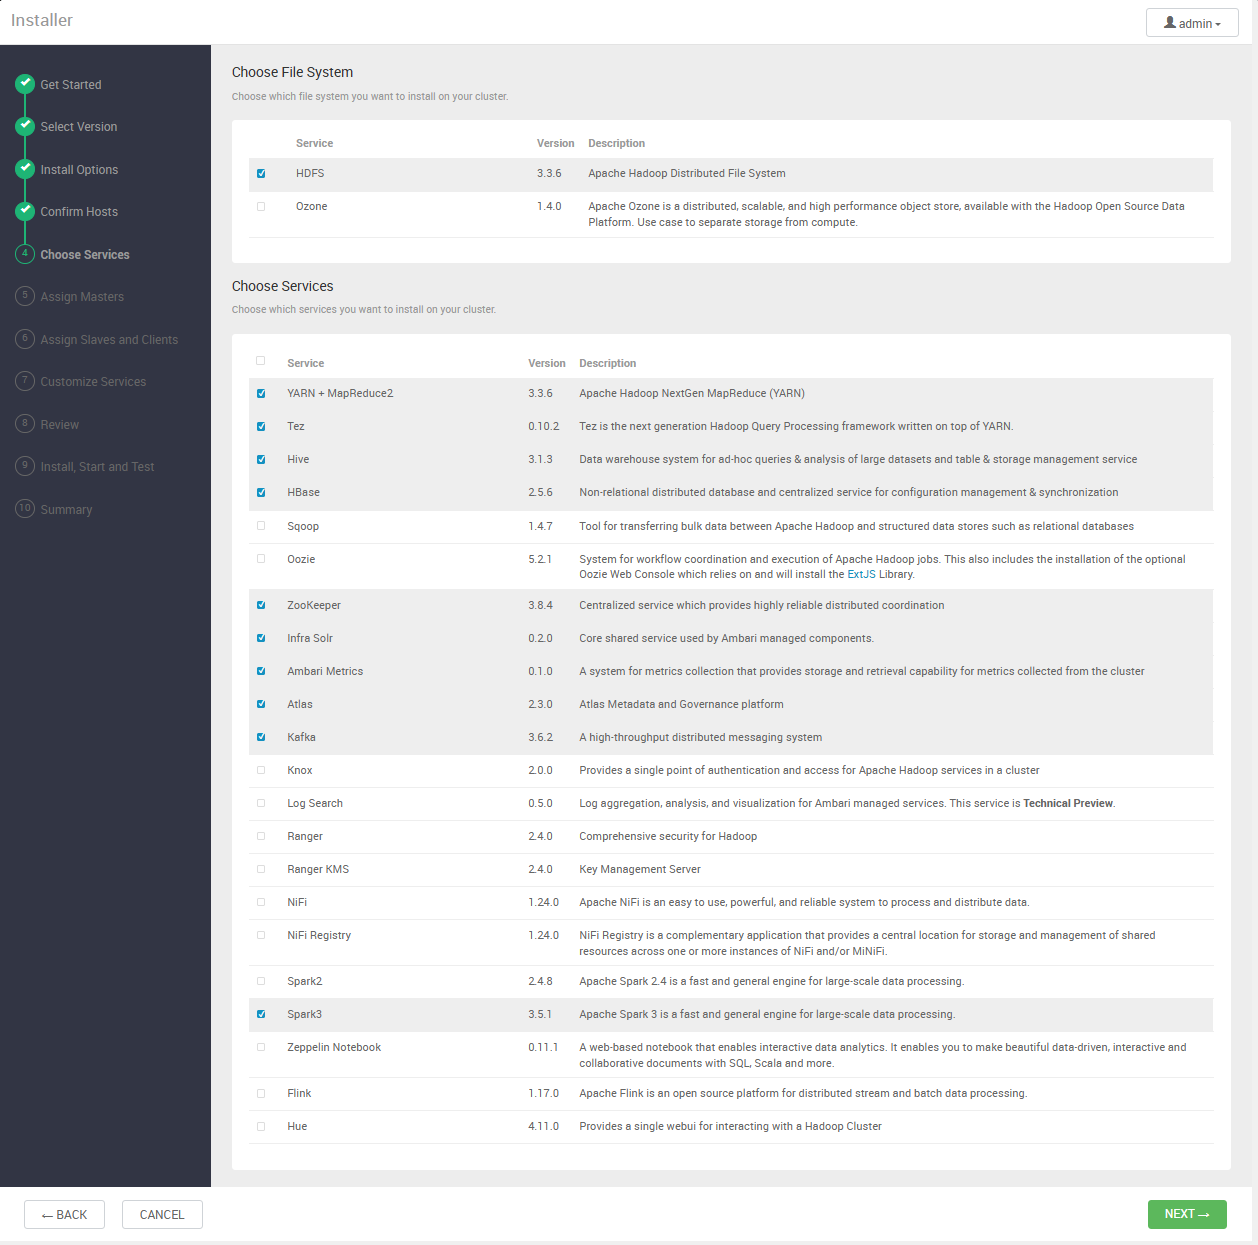 Installer
admin
Get Started
Select Version
Install Options
Confirm Hosts
4 Choose Services
5 Assign Masters
6 Assign Slaves and Clients
7 Customize Services
8 Review
9 Install, Start and Test
10 Summary
Choose File System
Choose which file system you want to install on your cluster.
Service Version Description
HDFS 3.3.6 Apache Hadoop Distributed File System
Ozone 1.4.0 Apache Ozone is a distributed, scalable, and high performance object store, available with the Hadoop Open Source Data
Platform. Use case to separate storage from compute.
Choose Services
Choose which services you want to install on your cluster.
Service Version Description
YARN + MapReduce2 3.3.6 Apache Hadoop NextGen MapReduce (YARN)
Tez 0.10.2 Tez is the next generation Hadoop Query Processing framework written on top of YARN.
Hive 3.1.3 Data warehouse system for ad-hoc queries & analysis of large datasets and table & storage management service
HBase 2.5.6 Non-relational distributed database and centralized service for configuration management & synchronization
Sqoop 1.4.7 Tool for transferring bulk data between Apache Hadoop and structured data stores such as relational databases
Oozie 5.2.1 System for workflow coordination and execution of Apache Hadoop jobs. This also includes the installation of the optional
Oozie Web Console which relies on and will install the ExtJS Library.
ZooKeeper 3.8.4 Centralized service which provides highly reliable distributed coordination
Infra Solr 0.2.0 Core shared service used by Ambari managed components.
Ambari Metrics 0.1.0 A system for metrics collection that provides storage and retrieval capability for metrics collected from the cluster
Atlas 2.3.0 Atlas Metadata and Governance platform
Kafka 3.6.2 A high-throughput distributed messaging system
Knox 2.0.0 Provides a single point of authentication and access for Apache Hadoop services in a cluster
Log Search 0.5.0 Log aggregation, analysis, and visualization for Ambari managed services. This service is Technical Preview.
Ranger 2.4.0 Comprehensive security for Hadoop
Ranger KMS 2.4.0 Key Management Server
NiFi 1.24.0 Apache NiFi is an easy to use, powerful, and reliable system to process and distribute data.
NiFi Registry 1.24.0 NiFi Registry is a complementary application that provides a central location for storage and management of shared
resources across one or more instances of NiFi and/or MiNiFi.
Spark2 2.4.8 Apache Spark 2.4 is a fast and general engine for large-scale data processing.
Spark3 3.5.1 Apache Spark 3 is a fast and general engine for large-scale data processing.
Zeppelin Notebook 0.11.1 A web-based notebook that enables interactive data analytics. It enables you to make beautiful data-driven, interactive and
collaborative documents with SQL, Scala and more.
Flink 1.17.0 Apache Flink is an open source platform for distributed stream and batch data processing.
Hue 4.11.0 Provides a single webui for interacting with a Hadoop Cluster
← BACK CANCEL NEXT →